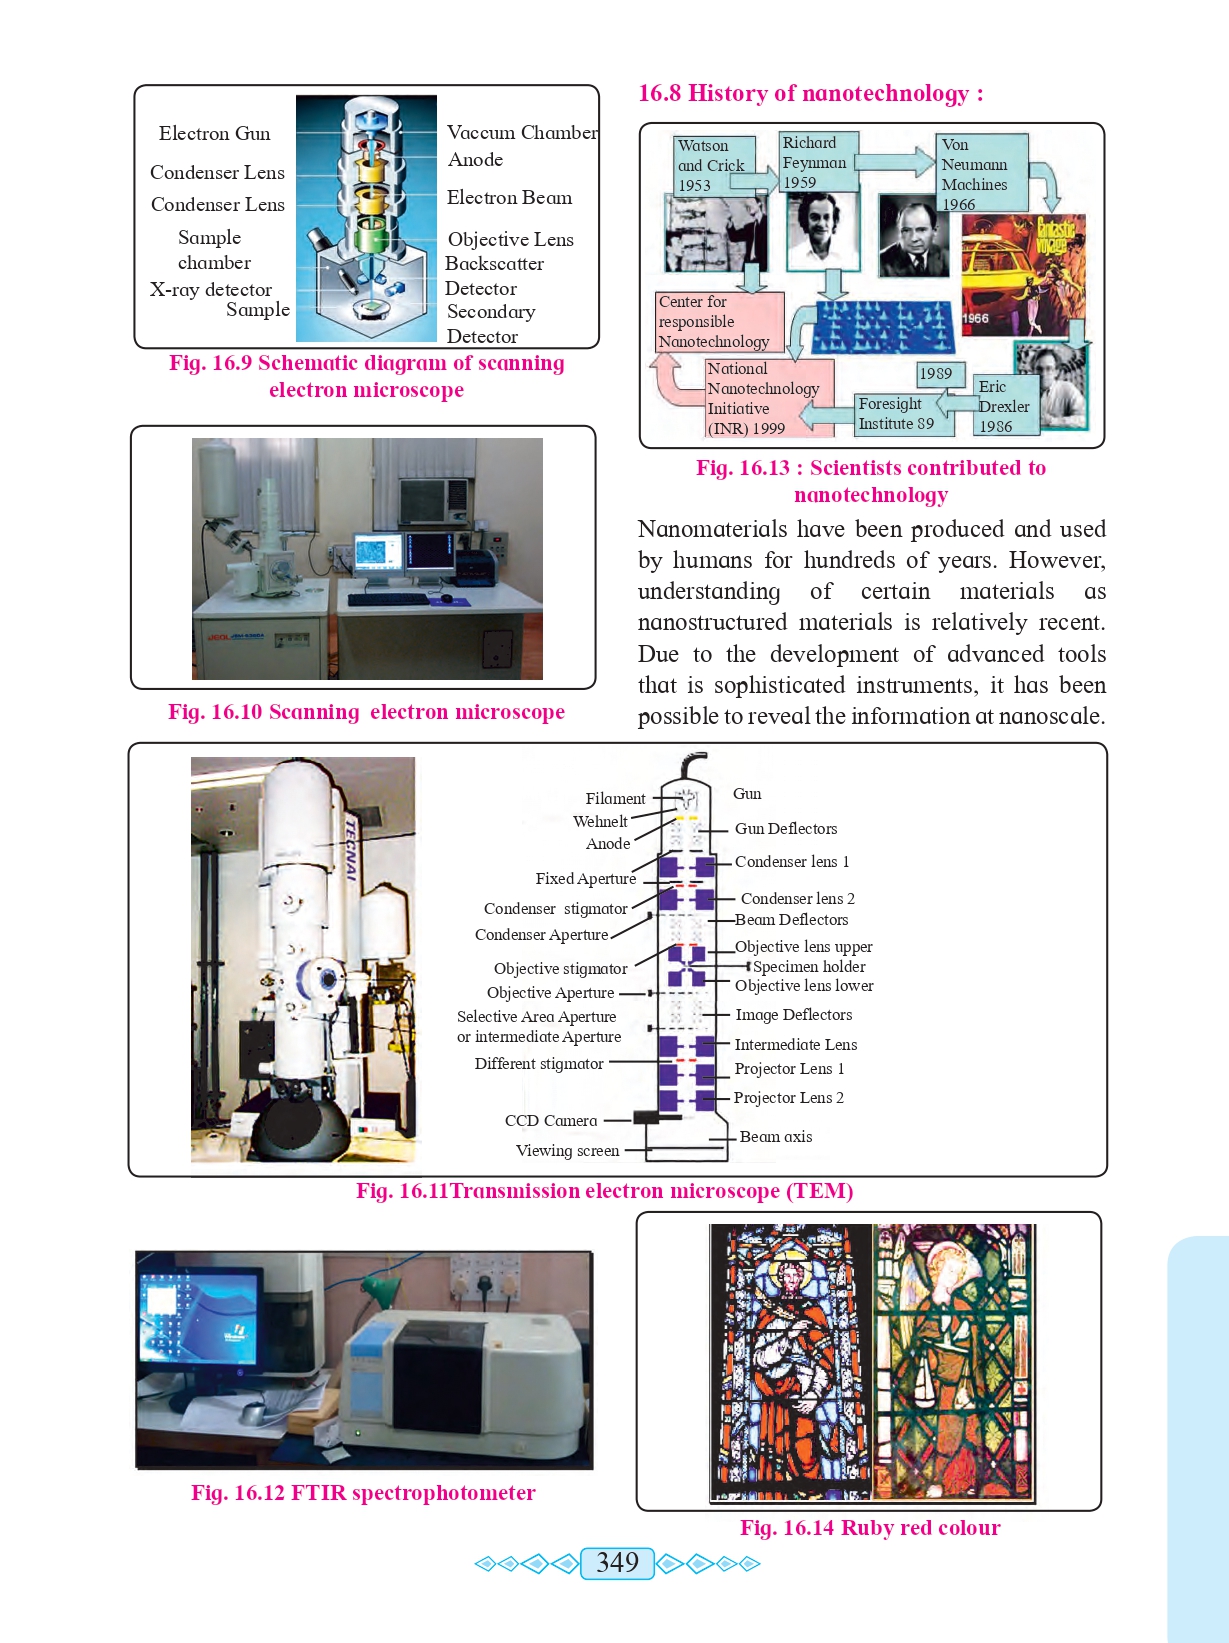 Electron Gun
Condenser Lens
Condenser Lens
Sample
chamber
X-ray detector
Sample
Vaccum Chamber
Anode
Electron Beam
Objective Lens
Backscatter
Detector
Secondary
Detector
Fig. 16.9 Schematic diagram of scanning
electron microscope
JEOL
Fig. 16.10 Scanning electron microscope
16.8 History of nanotechnology :
Watson
and Crick
1953
Richard
Feynman
1959
Von
Neumann
Machines
1966
fantastic
voyage
1966
Center for
responsible
Nanotechnology
National
Nanotechnology
Initiative
(INR) 1999
1989
Foresight
Institute 89
Eric
Drexler
1986
Fig. 16.13 : Scientists contributed to
nanotechnology
Nanomaterials have been produced and used
by humans for hundreds of years. However,
understanding of certain materials as
nanostructured materials is relatively recent.
Due to the development of advanced tools
that is sophisticated instruments, it has been
possible to reveal the information at nanoscale.
TECNAI
Filament
Wehnelt
Anode
Fixed Aperture
Condenser stigmator
Condenser Aperture
Objective stigmator
Objective Aperture
Selective Area Aperture
or intermediate Aperture
Different stigmator
CCD Camera
Viewing screen
Gun
Gun Deflectors
Condenser lens 1
Condenser lens 2
Beam Deflectors
Objective lens upper
Specimen holder
Objective lens lower
Image Deflectors
Intermediate Lens
Projector Lens 1
Projector Lens 2
Beam axis
Fig. 16.11Transmission electron microscope (TEM)
Fig. 16.12 FTIR spectrophotometer
Fig. 16.14 Ruby red colour
349